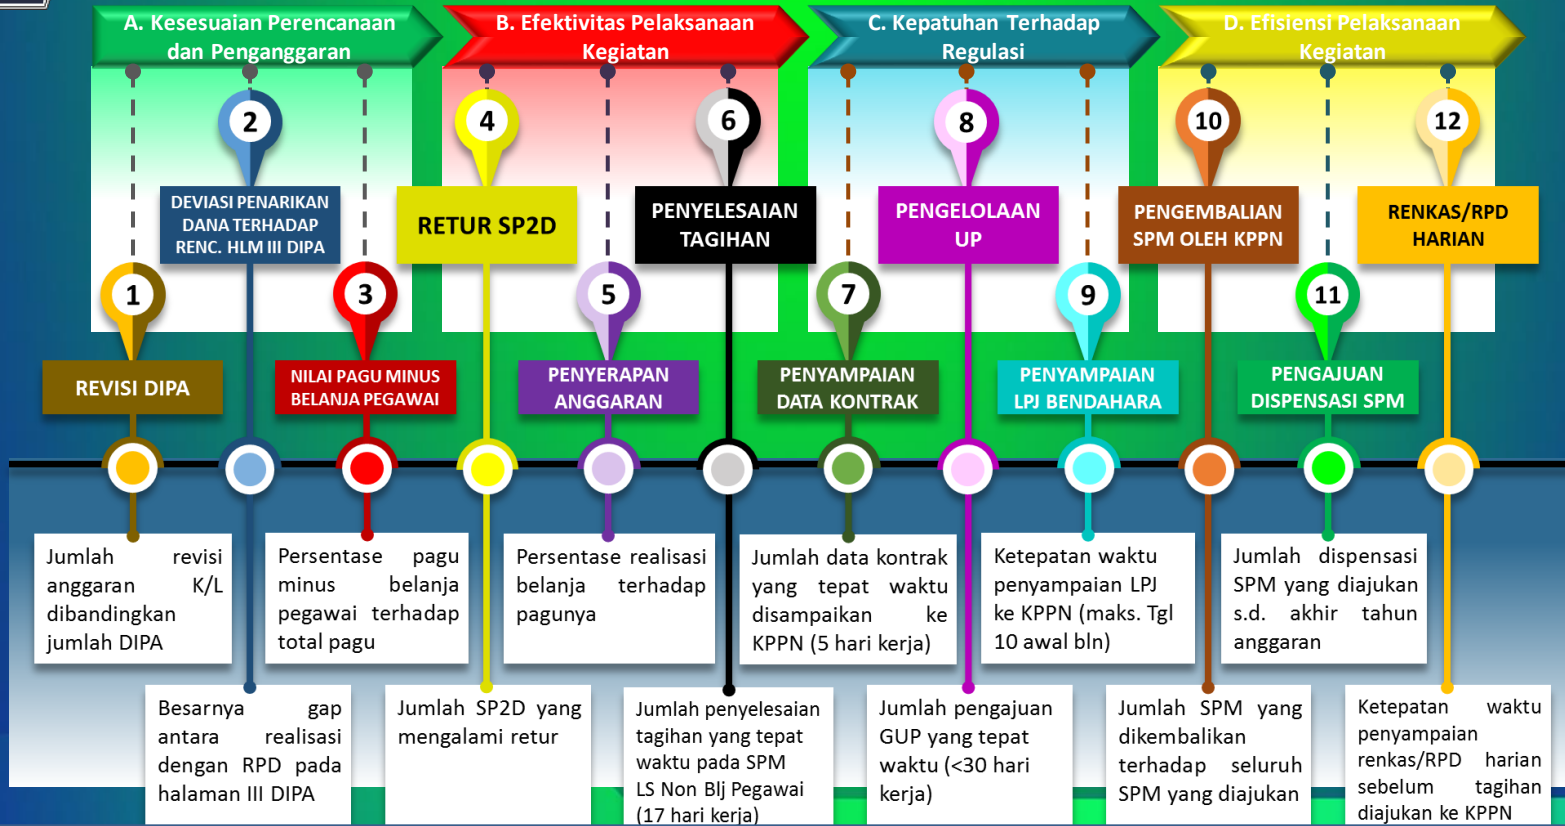 A. Kesesuaian Perencanaan
dan Penganggaran
B. Efektivitas Pelaksanaan
Kegiatan
C. Kepatuhan Terhadap
Regulasi
D. Efisiensi Pelaksanaan
Kegiatan
1
REVISI DIPA
Jumlah revisi
anggaran K/L
dibandingkan
jumlah DIPA
2
DEVIASI PENARIKAN
DANA TERHADAP
RENC. HLM III DIPA
Besarnya gap
antara realisasi
dengan RPD pada
halaman III DIPA
3
NILAI PAGU MINUS
BELANJA PEGAWAI
Persentase pagu
minus belanja
pegawai terhadap
total pagu
4
RETUR SP2D
Jumlah SP2D yang
mengalami retur
5
PENYERAPAN
ANGGARAN
Persentase realisasi
belanja terhadap
pagunya
6
PENYELESAIAN
TAGIHAN
Jumlah penyelesaian
tagihan yang tepat
waktu pada SPM
LS Non Blj Pegawai
(17 hari kerja)
7
PENYAMPAIAN
DATA KONTRAK
Jumlah data kontrak
yang tepat waktu
disampaikan ke
KPPN (5 hari kerja)
8
PENGELOLAAN
UP
Jumlah pengajuan
GUP yang tepat
waktu (<30 hari
kerja)
9
PENYAMPAIAN
LPJ BENDAHARA
Ketepatan waktu
penyampaian LPJ
ke KPPN (maks. Tgl
10 awal bln)
10
PENGEMBALIAN
SPM OLEH KPPN
Jumlah SPM yang
dikembalikan
terhadap seluruh
SPM yang diajukan
11
PENGAJUAN
DISPENSASI SPM
Jumlah dispensasi
SPM yang diajukan
s.d. akhir tahun
anggaran
12
RENKAS/RPD
HARIAN
Ketepatan waktu
penyampaian
renkas/RPD harian
sebelum tagihan
diajukan ke KPPN